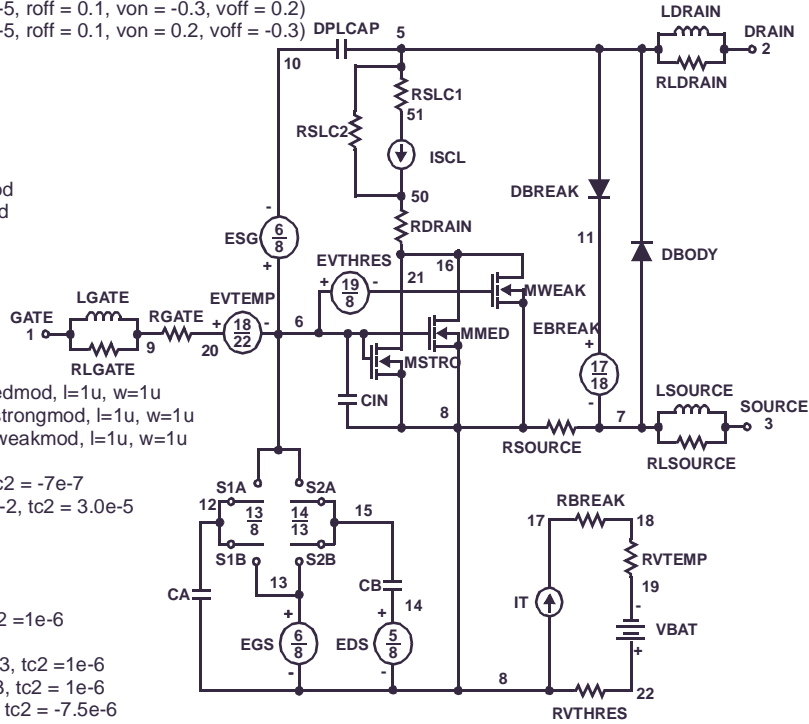 -5, roff = 0.1, von = -0.3, voff = 0.2)
-5, roff = 0.1, von = 0.2, voff = -0.3)
DPLCAP
5
LDRAIN
DRAIN
2
RLDRAIN
10
RSLC1
51
RSLC2
ISCL
50
RDRAIN
DBREAK
11
DBODY
ESG
6
8
-
+
EVTHRES
+
19
8
-
16
21
MWEAK
EBREAK
+
17
18
-
MMED
MSTRO
GATE
1
LGATE
RLGATE
9
RGATE
20
EVTEMP
+
18
22
-
6
CIN
8
RSOURCE
7
LSOURCE
SOURCE
3
RLSOURCE
edmod, l=1u, w=1u
strongmod, l=1u, w=1u
weakmod, l=1u, w=1u
c2 = -7e-7
-2, tc2 = 3.0e-5
S1A
S2A
12
13
8
14
13
15
S1B
S2B
13
CA
CB
14
+
EGS
6
8
-
+
EDS
5
8
-
RBREAK
17
18
RVTEMP
19
-
IT
VBAT
+
8
22
RVTHRES
2 =1e-6
3, tc2 =1e-6
3, tc2 = 1e-6
tc2 = -7.5e-6